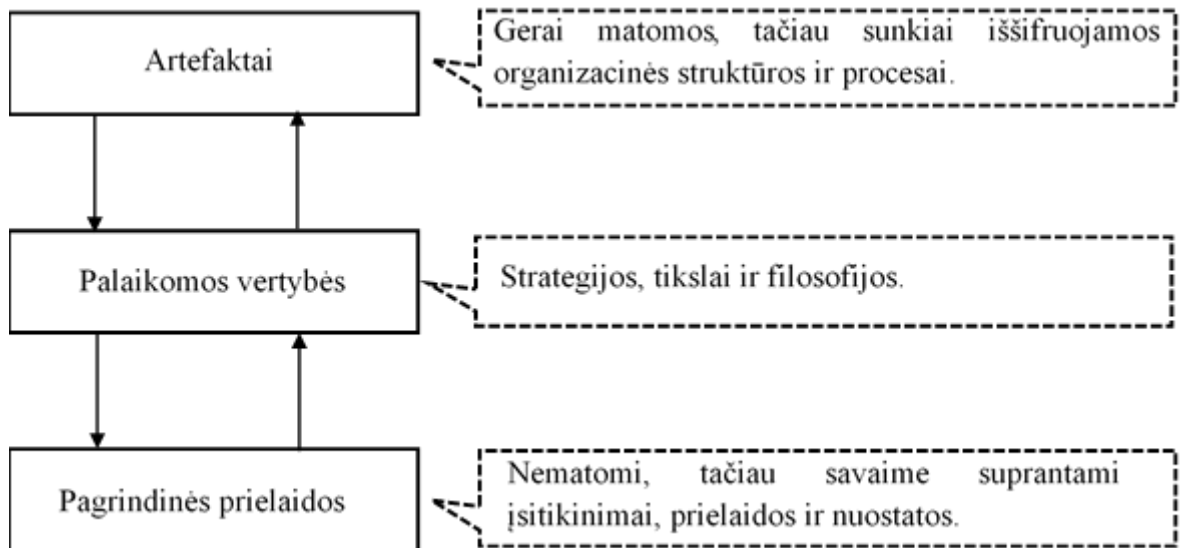 Artefaktai
Gerai matomos, tačiau sunkiai iššifruojamos
organizacinės struktūros ir procesai.
Palaikomos vertybės
Strategijos, tikslai ir filosofijos.
Pagrindinės prielaidos
Nematomi, tačiau savaime suprantami
įsitikinimai, prielaidos ir nuostatos.